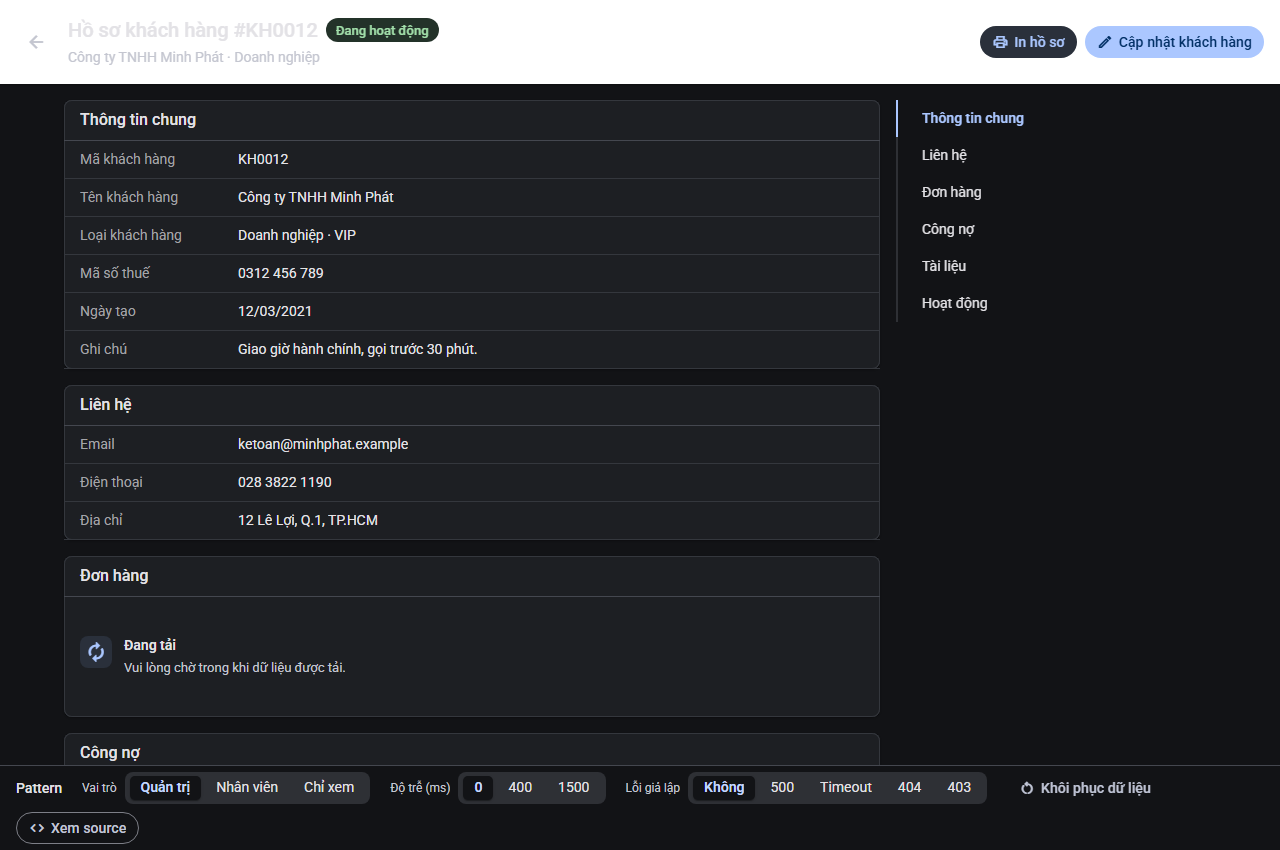 Hồ sơ khách hàng #KH0012 Đang hoạt động
Công ty TNHH Minh Phát · Doanh nghiệp
In hồ sơ Cập nhật khách hàng
Thông tin chung
Mã khách hàng KH0012
Tên khách hàng Công ty TNHH Minh Phát
Loại khách hàng Doanh nghiệp · VIP
Mã số thuế 0312 456 789
Ngày tạo 12/03/2021
Ghi chú Giao giờ hành chính, gọi trước 30 phút.
Liên hệ
Email ketoan@minhphat.example
Điện thoại 028 3822 1190
Địa chỉ 12 Lê Lợi, Q.1, TP.HCM
Đơn hàng
Đang tải
Vui lòng chờ trong khi dữ liệu được tải.
Công nợ
Thông tin chung
Liên hệ
Đơn hàng
Công nợ
Tài liệu
Hoạt động
Pattern Vai trò Quản trị Nhân viên Chỉ xem Độ trễ (ms) 0 400 1500 Lỗi giả lập Không 500 Timeout 404 403 Khôi phục dữ liệu
Xem source